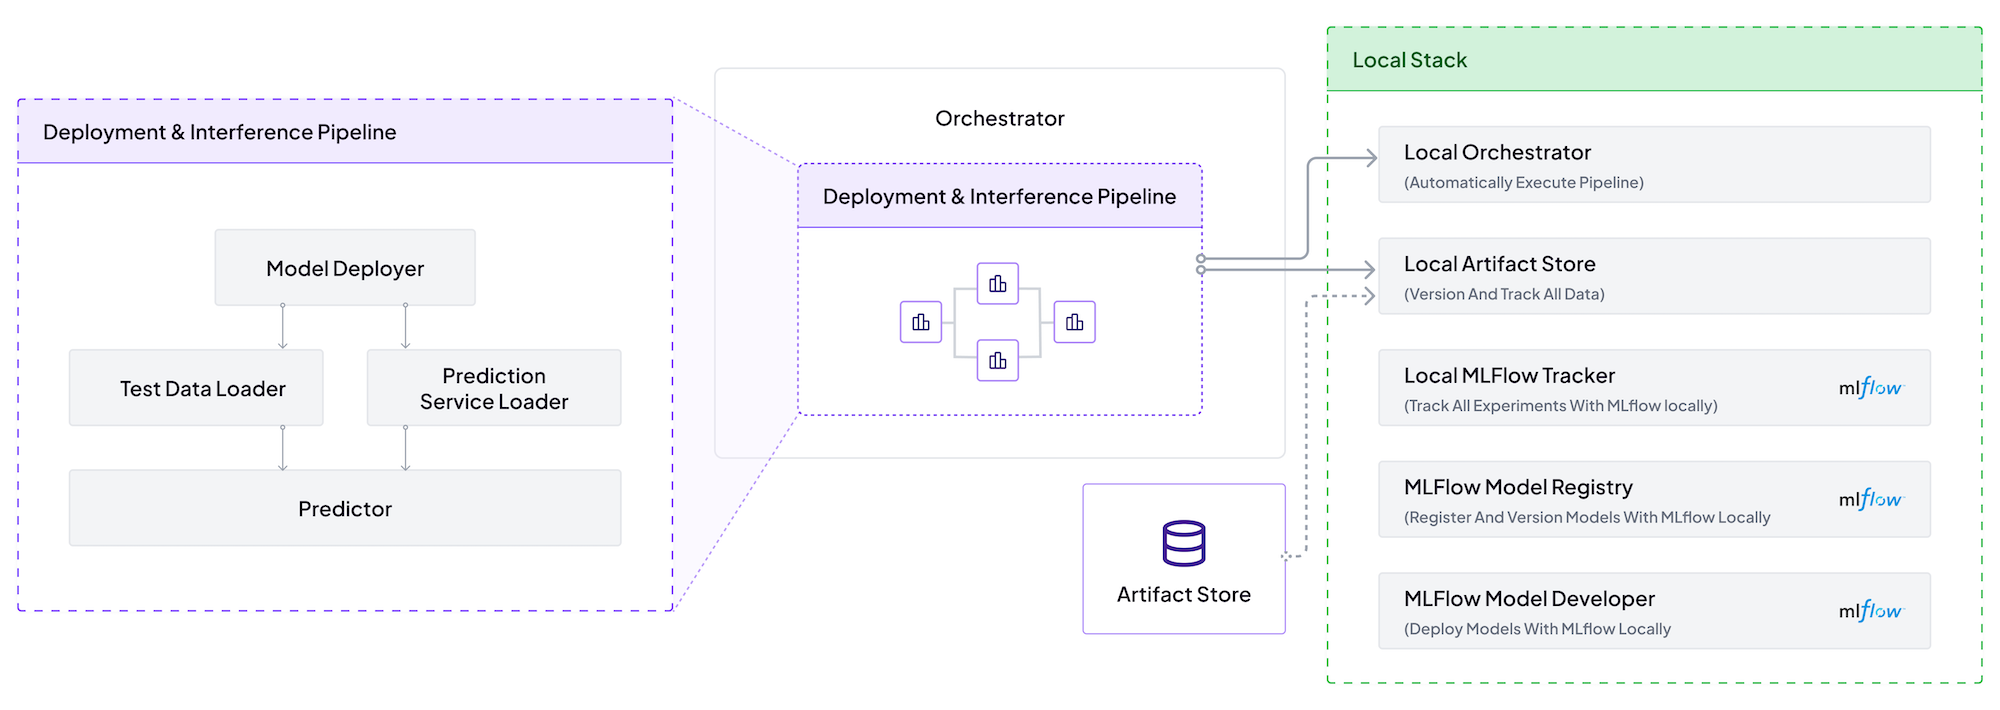 Deployment & Interference Pipeline
Model Deployer
Test Data Loader
Prediction
Service Loader
Predictor
Orchestrator
Deployment & Interference Pipeline
Artifact Store
Local Stack
Local Orchestrator
(Automatically Execute Pipeline)
Local Artifact Store
(Version And Track All Data)
Local MLFlow Tracker
(Track All Experiments With MLflow locally)
mlflow
MLFlow Model Registry
(Register And Version Models With MLflow Locally
mlflow
MLFlow Model Developer
(Deploy Models With MLflow Locally
mlflow